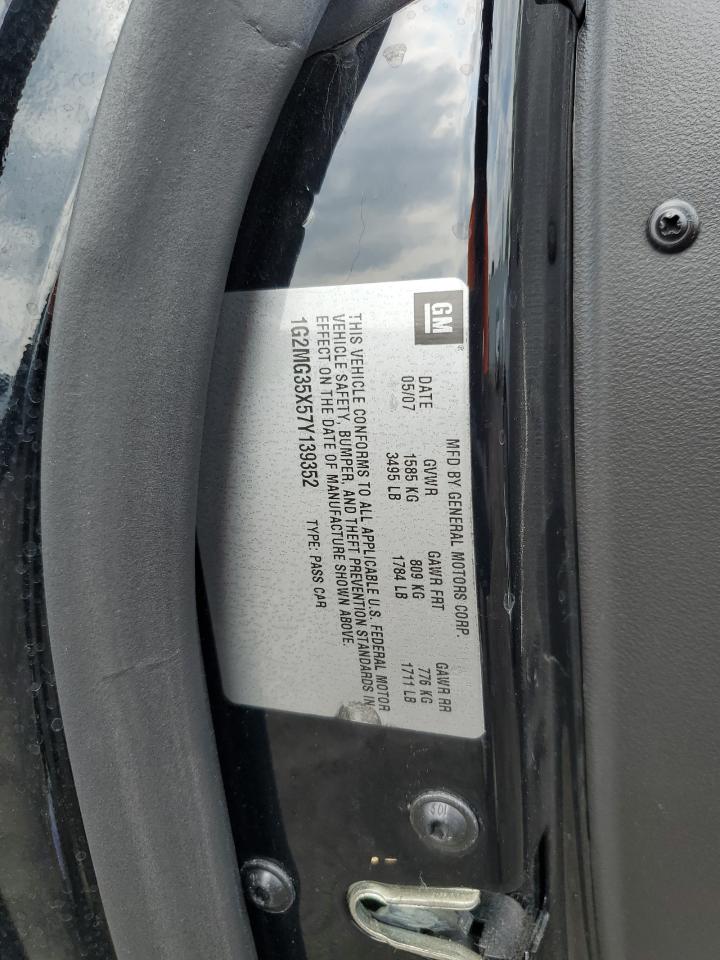 GM
MFD BY GENERAL MOTORS CORP.
DATE GVWR GAWR FRT GAWR RR
05/07 1585 KG 809 KG 776 KG
3495 LB 1784 LB 1711 LB
THIS VEHICLE CONFORMS TO ALL APPLICABLE U.S. FEDERAL MOTOR
VEHICLE SAFETY, BUMPER, AND THEFT PREVENTION STANDARDS IN
EFFECT ON THE DATE OF MANUFACTURE SHOWN ABOVE.
1G2MG35X57Y139352 TYPE: PASS CAR